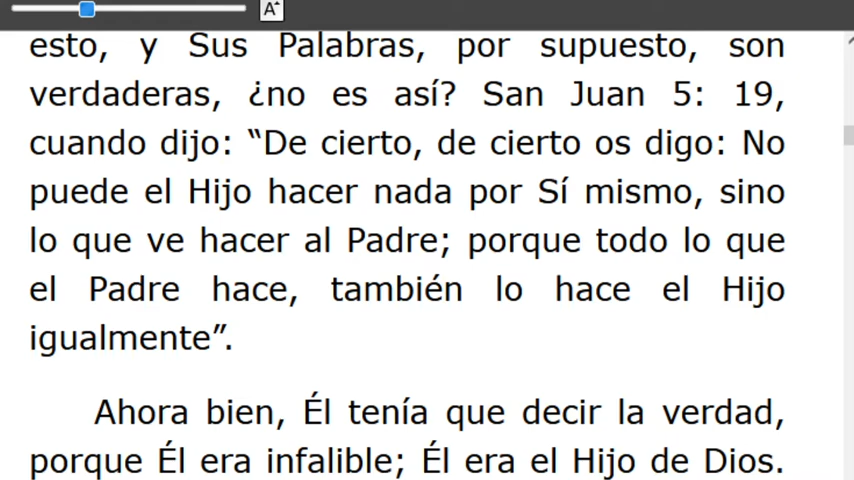 A
esto, y Sus Palabras, por supuesto, son
verdaderas, ¿no es así? San Juan 5: 19,
cuando dijo: “De cierto, de cierto os digo: No
puede el Hijo hacer nada por Sí mismo, sino
lo que ve hacer al Padre; porque todo lo que
el Padre hace, también lo hace el Hijo
igualmente”.
Ahora bien, Él tenía que decir la verdad,
porque Él era infalible; Él era el Hijo de Dios.